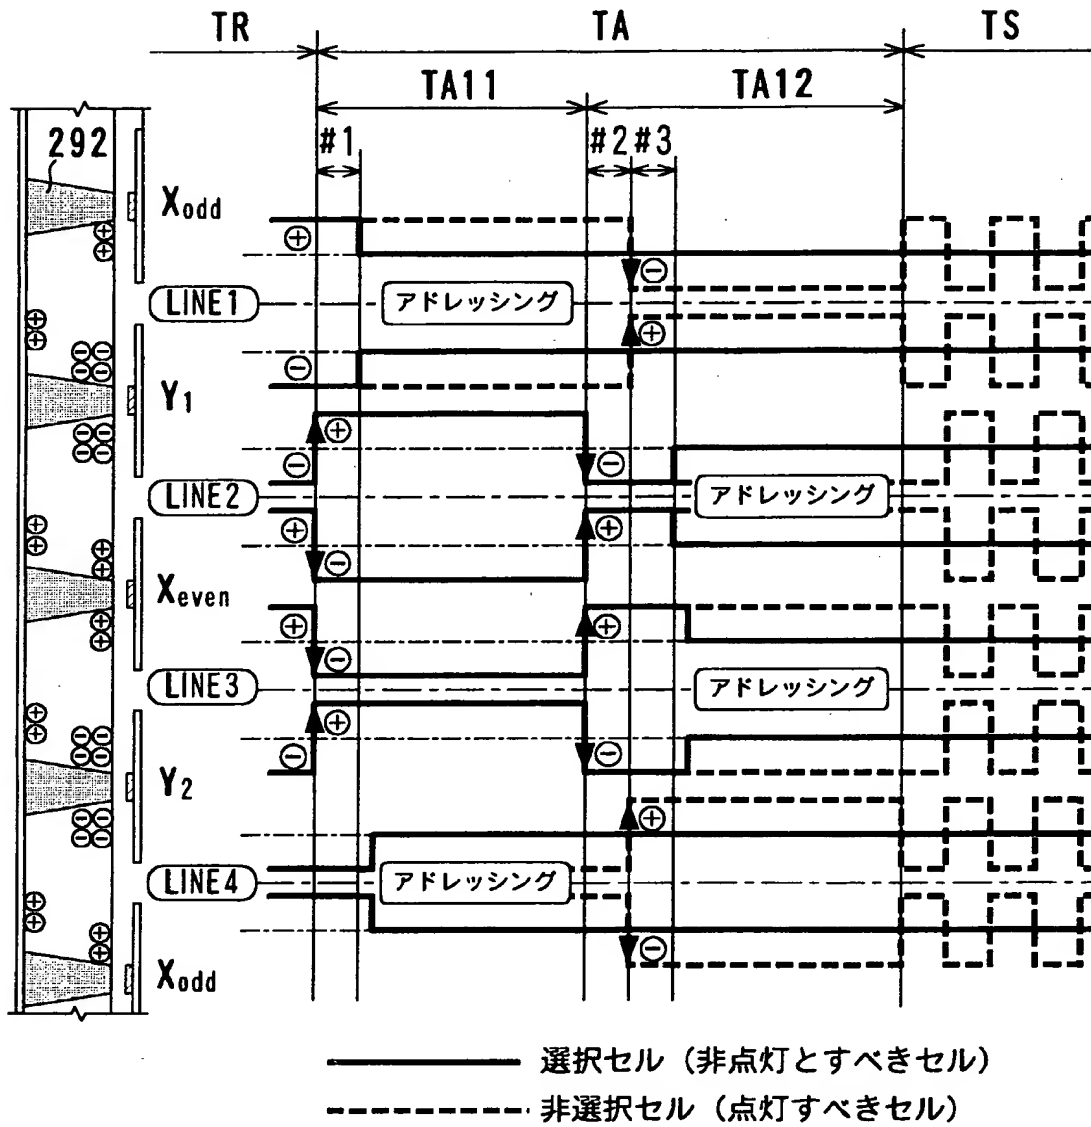 TR TA TS
TA11 TA12
#1 #2 #3
292
Xodd
⊕ ⊖
LINE1 アドレッシング
⊕
⊖
Y1
⊕
⊖ ⊖
LINE2 アドレッシング
⊕ ⊕
⊖
Xeven
⊕ ⊕
⊖
LINE3 アドレッシング
⊕
⊖ ⊖
Y2
⊕
LINE4 アドレッシング
⊖
Xodd
選択セル（非点灯とすべきセル）
非選択セル（点灯すべきセル）